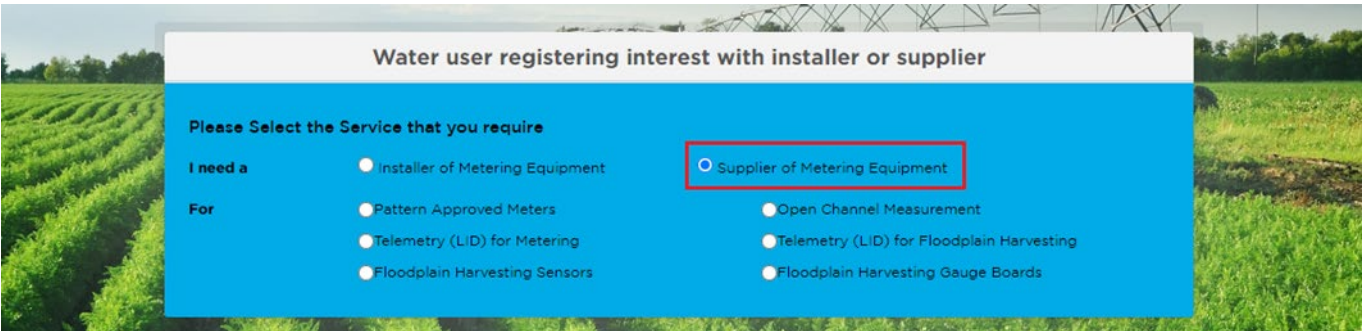 Water user registering interest with installer or supplier
Please Select the Service that you require
I need a Installer of Metering Equipment Supplier of Metering Equipment
For Pattern Approved Meters Open Channel Measurement
Telemetry (LID) for Metering Telemetry (LID) for Floodplain Harvesting
Floodplain Harvesting Sensors Floodplain Harvesting Gauge Boards